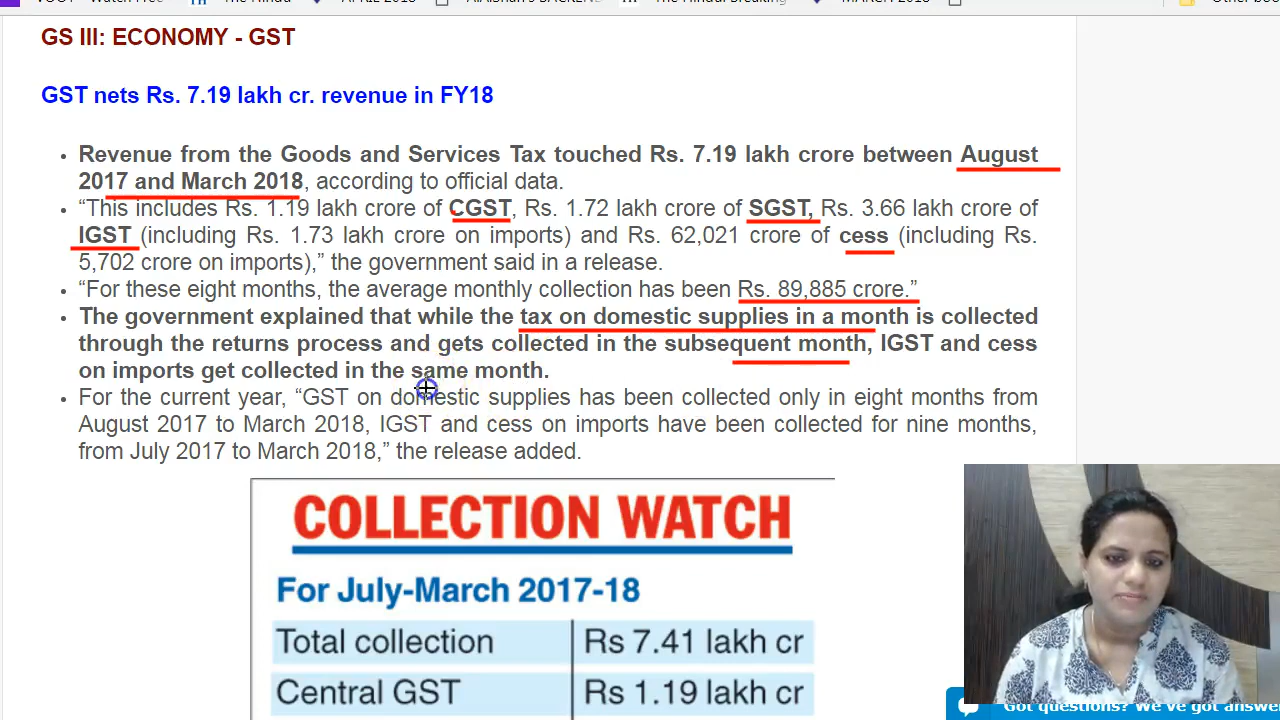 GS III: ECONOMY - GST
GST nets Rs. 7.19 lakh cr. revenue in FY18
• Revenue from the Goods and Services Tax touched Rs. 7.19 lakh crore between August
2017 and March 2018, according to official data.
• “This includes Rs. 1.19 lakh crore of CGST, Rs. 1.72 lakh crore of SGST, Rs. 3.66 lakh crore of
IGST (including Rs. 1.73 lakh crore on imports) and Rs. 62,021 crore of cess (including Rs.
5,702 crore on imports),” the government said in a release.
• “For these eight months, the average monthly collection has been Rs. 89,885 crore.”
• The government explained that while the tax on domestic supplies in a month is collected
through the returns process and gets collected in the subsequent month, IGST and cess
on imports get collected in the same month.
• For the current year, “GST on domestic supplies has been collected only in eight months from
August 2017 to March 2018, IGST and cess on imports have been collected for nine months,
from July 2017 to March 2018,” the release added.
COLLECTION WATCH
For July-March 2017-18
Total collection Rs 7.41 lakh cr
Central GST Rs 1.19 lakh cr
Got questions? We've got answers